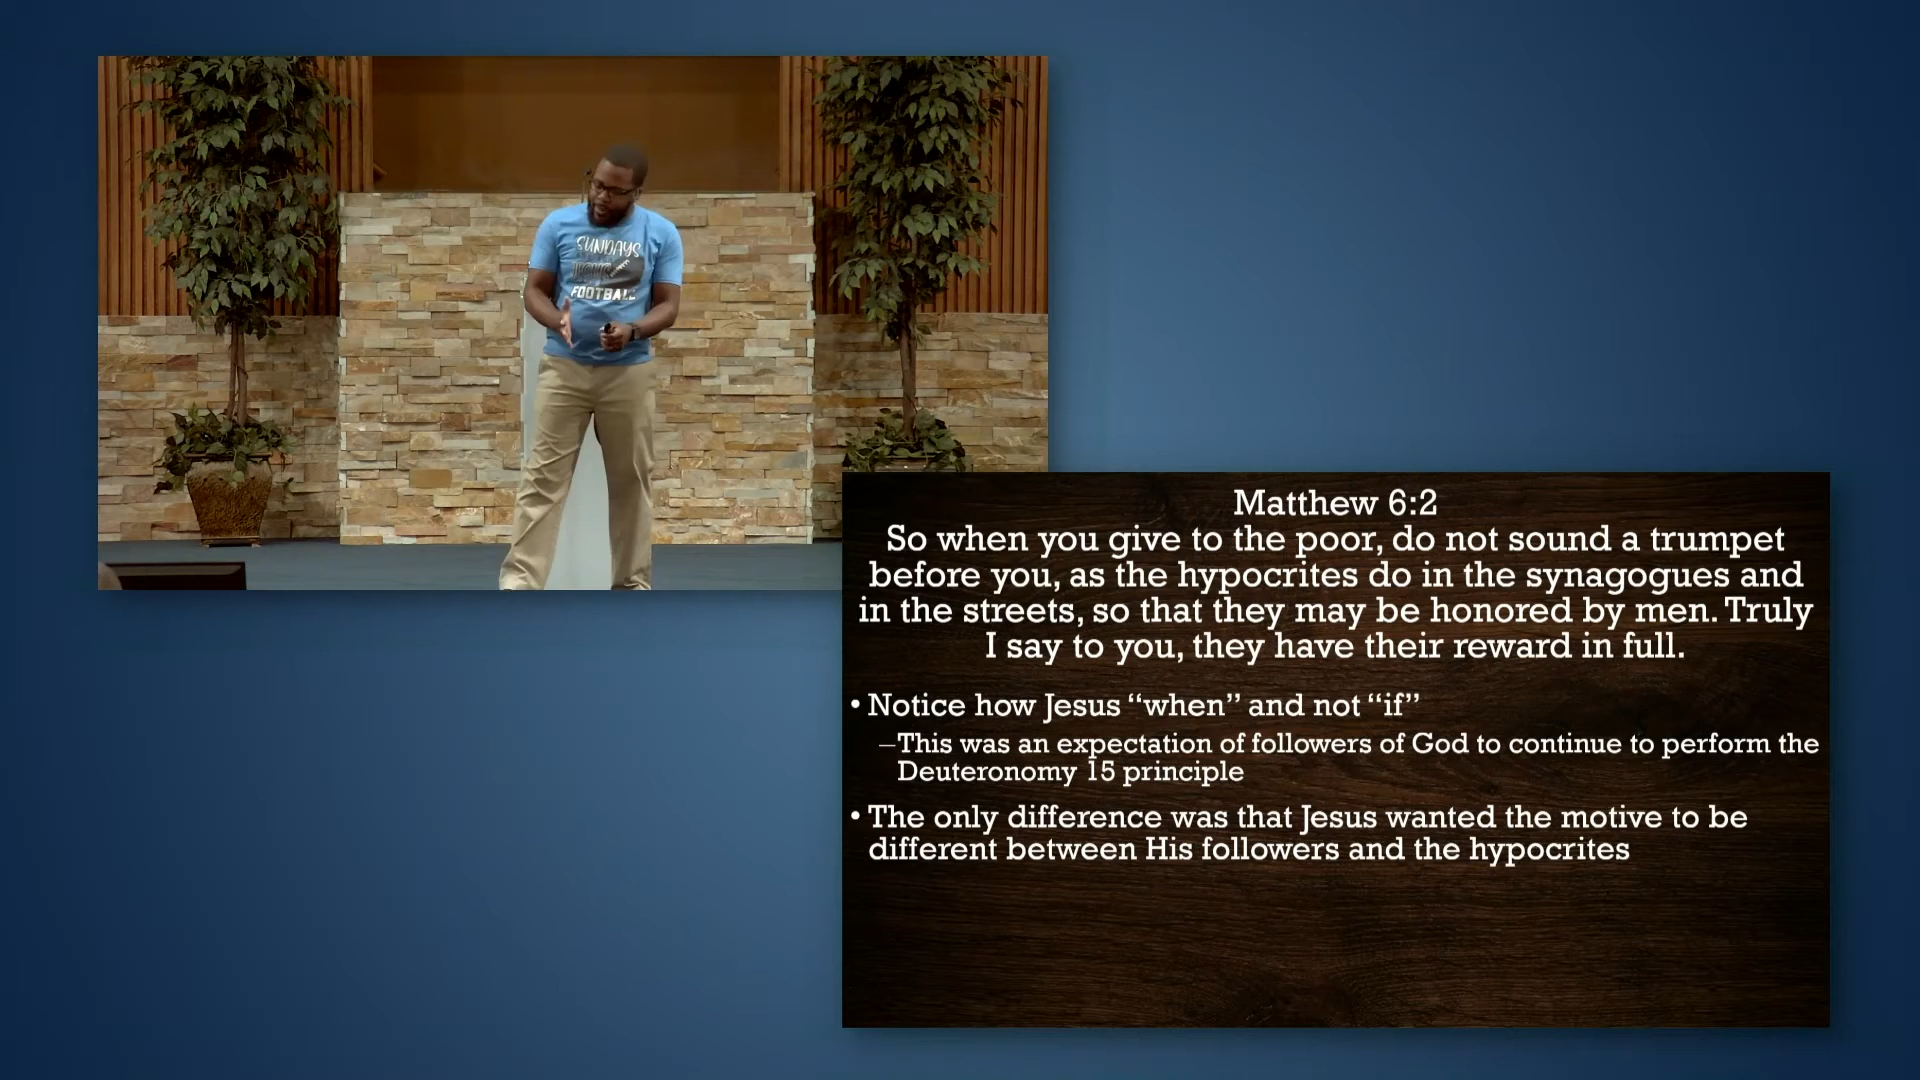 SUNDAYS
FOOTBALL
Matthew 6:2
So when you give to the poor, do not sound a trumpet
before you, as the hypocrites do in the synagogues and
in the streets, so that they may be honored by men. Truly
I say to you, they have their reward in full.
• Notice how Jesus “when” and not “if”
–This was an expectation of followers of God to continue to perform the
Deuteronomy 15 principle
• The only difference was that Jesus wanted the motive to be
different between His followers and the hypocrites